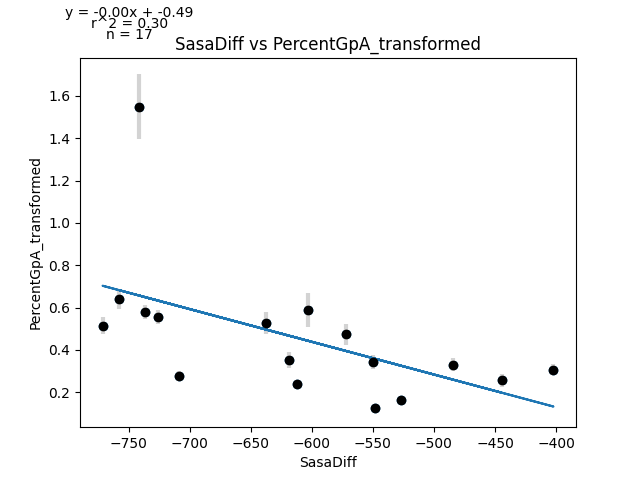 y = -0.00x + -0.49
r^2 = 0.30
n = 17
SasaDiff vs PercentGpA_transformed
PercentGpA_transformed
1.6
1.4
1.2
1.0
0.8
0.6
0.4
0.2
−750
−700
−650
−600
−550
−500
−450
−400
SasaDiff